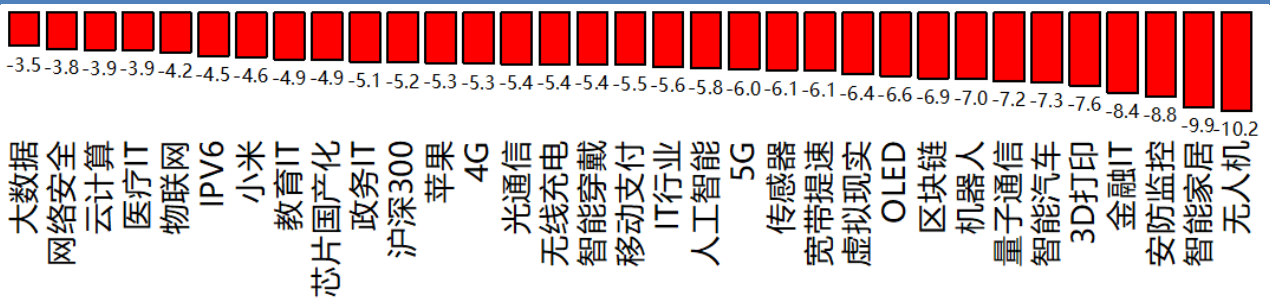 -3.5 -3.8 -3.9 -3.9 -4.2 -4.5 -4.6 -4.9 -4.9 -5.1 -5.2 -5.3 -5.3 -5.4 -5.4 -5.4 -5.5 -5.6 -5.8 -6.0 -6.1 -6.1 -6.4 -6.6 -6.9 -7.0 -7.2 -7.3 -7.6 -8.4 -8.8 -9.9 -10.2
大数据
网络安全
云计算
医疗IT
物联网
IPV6
小米
教育IT
芯片国产化
政务IT
沪深300
苹果
4G
光通信
无线充电
智能穿戴
移动支付
IT行业
人工智能
5G
传感器
宽带提速
虚拟现实
OLED
区块链
机器人
量子通信
智能汽车
3D打印
金融IT
安防监控
智能家居
无人机